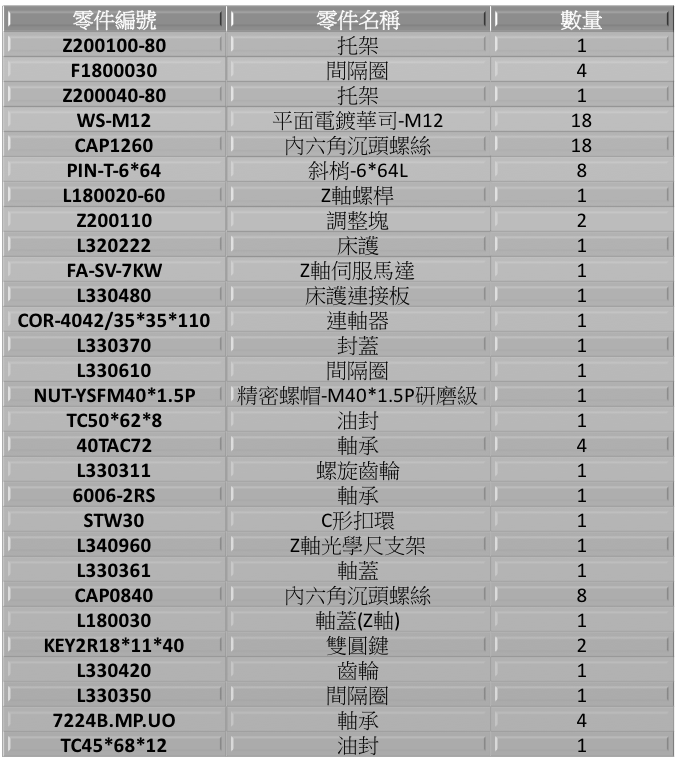 零件編號 零件名稱 數量
Z200100-80 托架 1
F1800030 間隔圈 4
Z200040-80 托架 1
WS-M12 平面電鍍華司-M12 18
CAP1260 內六角沉頭螺絲 18
PIN-T-6*64 斜梢-6*64L 8
L180020-60 Z軸螺桿 1
Z200110 調整塊 2
L320222 床護 1
FA-SV-7KW Z軸伺服馬達 1
L330480 床護連接板 1
COR-4042/35*35*110 連軸器 1
L330370 封蓋 1
L330610 間隔圈 1
NUT-YSFM40*1.5P 精密螺帽-M40*1.5P研磨級 1
TC50*62*8 油封 1
40TAC72 軸承 4
L330311 螺旋齒輪 1
6006-2RS 軸承 1
STW30 C形扣環 1
L340960 Z軸光學尺支架 1
L330361 軸蓋 1
CAP0840 內六角沉頭螺絲 8
L180030 軸蓋(Z軸) 1
KEY2R18*11*40 雙圓鍵 2
L330420 齒輪 1
L330350 間隔圈 1
7224B.MP.UO 軸承 4
TC45*68*12 油封 1